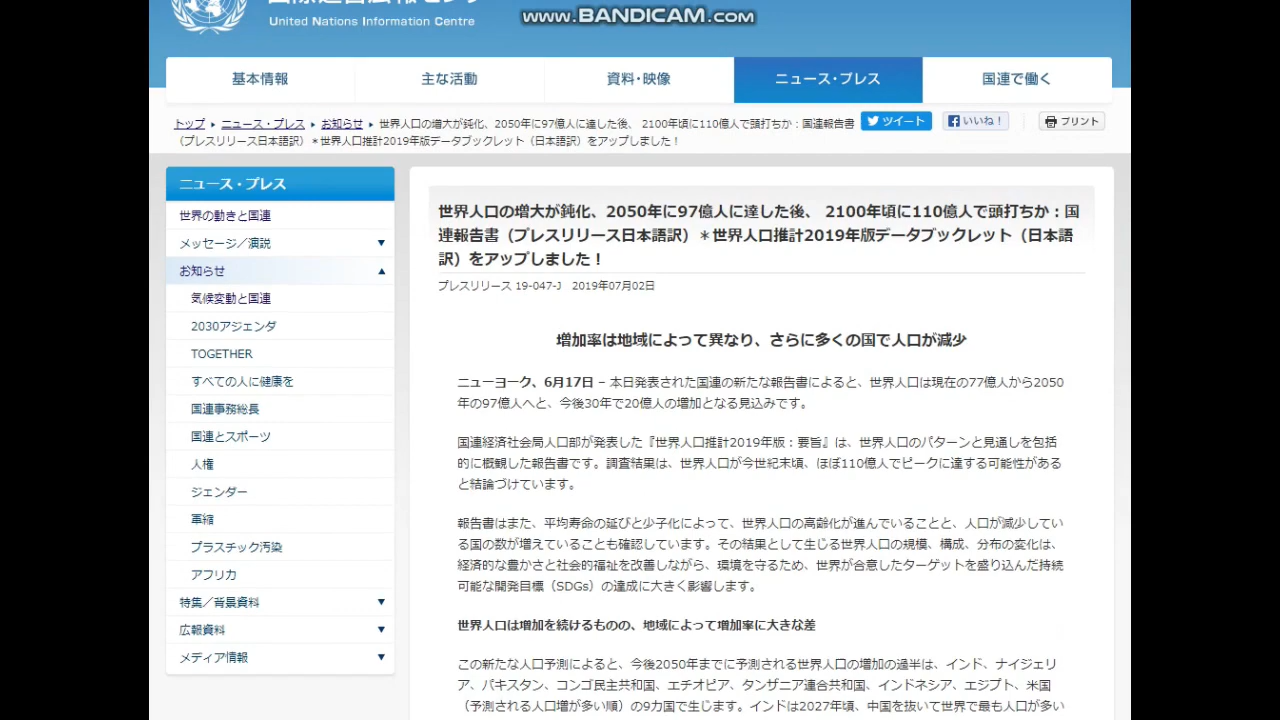 国際連合広報センター
United Nations Information Centre
www.BANDICAM.com
基本情報
主な活動
資料・映像
ニュース・プレス
国連で働く
トップ ▸ ニュース・プレス ▸ お知らせ ▸ 世界人口の増大が鈍化、2050年に97億人に達した後、 2100年頃に110億人で頭打ちか：国連報告書
（プレスリリース日本語訳）＊世界人口推計2019年版データブックレット（日本語訳）をアップしました！
ツイート
いいね！
プリント
ニュース・プレス
世界の動きと国連
メッセージ／演説
お知らせ
気候変動と国連
2030アジェンダ
TOGETHER
すべての人に健康を
国連事務総長
国連とスポーツ
人権
ジェンダー
軍縮
プラスチック汚染
アフリカ
特集／背景資料
広報資料
メディア情報
世界人口の増大が鈍化、2050年に97億人に達した後、 2100年頃に110億人で頭打ちか：国
連報告書（プレスリリース日本語訳）＊世界人口推計2019年版データブックレット（日本語
訳）をアップしました！
プレスリリース 19-047-J 2019年07月02日
増加率は地域によって異なり、さらに多くの国で人口が減少
ニューヨーク、6月17日 – 本日発表された国連の新たな報告書によると、世界人口は現在の77億人から2050
年の97億人へと、今後30年で20億人の増加となる見込みです。
国連経済社会局人口部が発表した『世界人口推計2019年版：要旨』は、世界人口のパターンと見通しを包括
的に概観した報告書です。調査結果は、世界人口が今世紀末頃、ほぼ110億人でピークに達する可能性がある
と結論づけています。
報告書はまた、平均寿命の延びと少子化によって、世界人口の高齢化が進んでいることと、人口が減少してい
る国の数が増えていることも確認しています。その結果として生じる世界人口の規模、構成、分布の変化は、
経済的な豊かさと社会的福祉を改善しながら、環境を守るため、世界が合意したターゲットを盛り込んだ持続
可能な開発目標（SDGs）の達成に大きく影響します。
世界人口は増加を続けるものの、地域によって増加率に大きな差
この新たな人口予測によると、今後2050年までに予測される世界人口の増加の過半は、インド、ナイジェリ
ア、パキスタン、コンゴ民主共和国、エチオピア、タンザニア連合共和国、インドネシア、エジプト、米国
（予測される人口増が多い順）の9カ国で生じます。インドは2027年頃、中国を抜いて世界で最も人口が多い